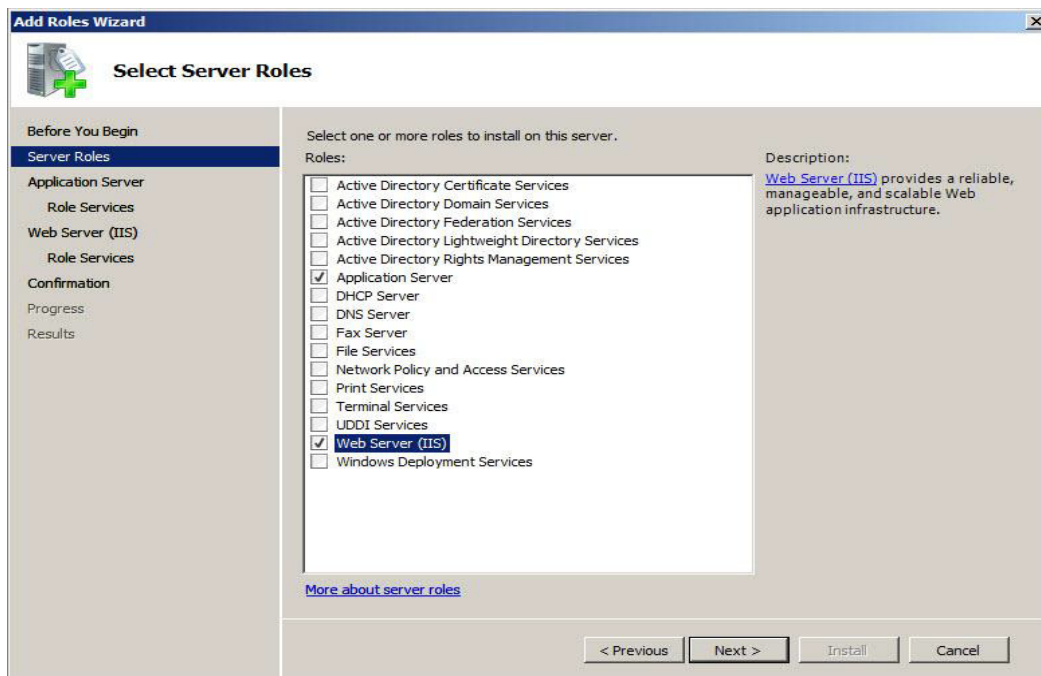 Add Roles Wizard
Select Server Roles
Before You Begin
Server Roles
Application Server
Role Services
Web Server (IIS)
Role Services
Confirmation
Progress
Results
Select one or more roles to install on this server.
Roles:
Active Directory Certificate Services
Active Directory Domain Services
Active Directory Federation Services
Active Directory Lightweight Directory Services
Active Directory Rights Management Services
Application Server
DHCP Server
DNS Server
Fax Server
File Services
Network Policy and Access Services
Print Services
Terminal Services
UDDI Services
Web Server (IIS)
Windows Deployment Services
More about server roles
Description:
Web Server (IIS) provides a reliable,
manageable, and scalable Web
application infrastructure.
< Previous
Next >
Install
Cancel